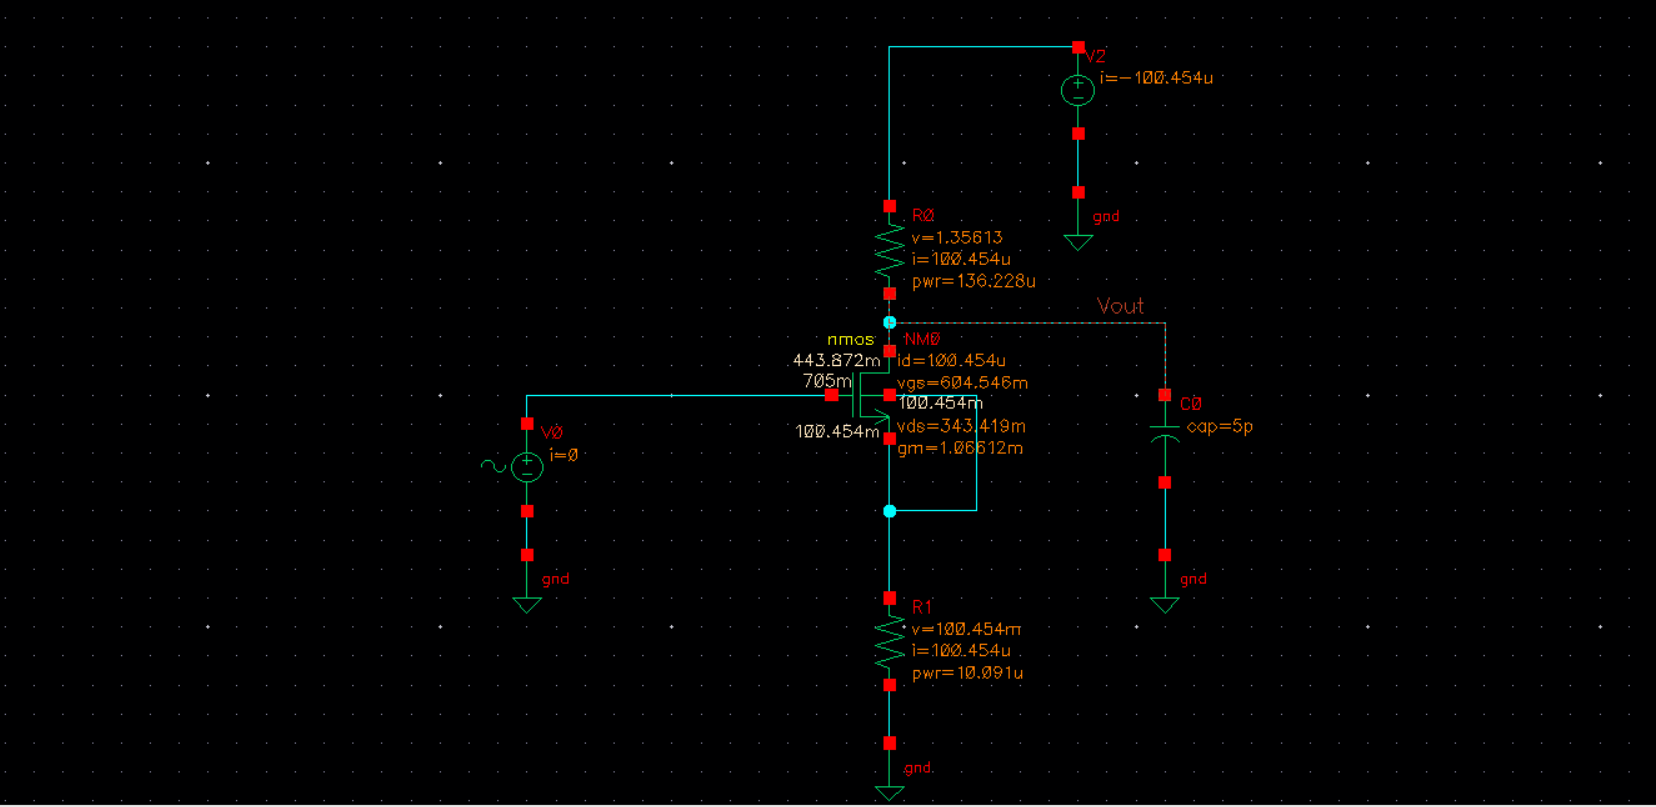 V2
i=-100.454u
gnd
R0
v=1.35613
i=100.454u
pwr=136.228u
Vout
nmos
NM0
443.872m
id=100.454u
705m
vgs=604.546m
100.454m
100.454m
vds=343.419m
gm=1.06612m
C0
cap=5p
V0
i=0
gnd
gnd
R1
v=100.454m
i=100.454u
pwr=10.091u
gnd